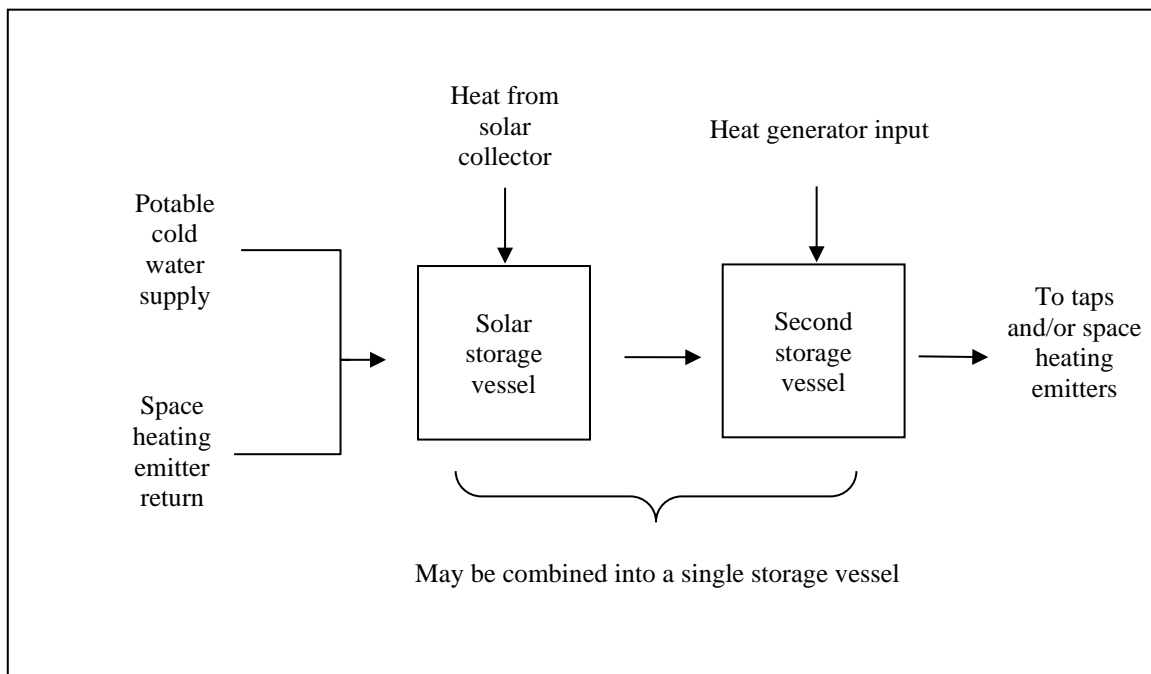 Heat from
solar
collector
Heat generator input
Potable
cold
water
supply
Space
heating
emitter
return
Solar
storage
vessel
Second
storage
vessel
To taps
and/or space
heating
emitters
May be combined into a single storage vessel